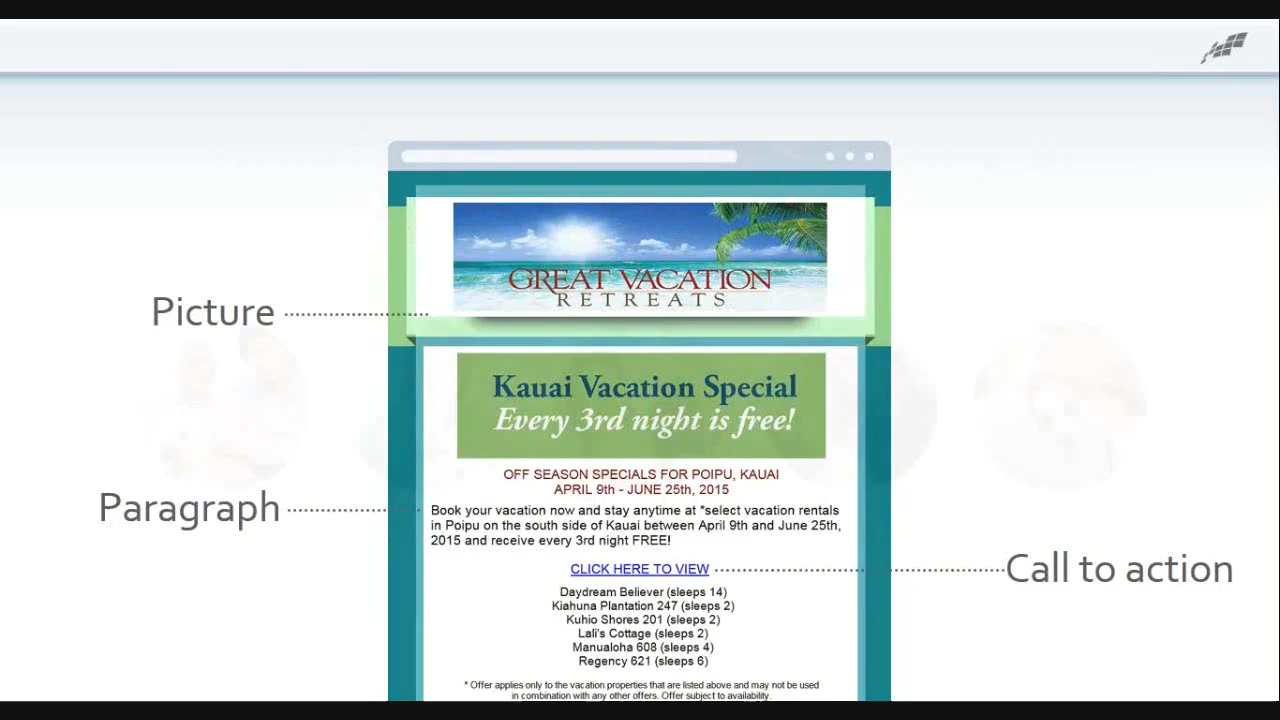 GREAT VACATION
RETREATS
Picture
Kauai Vacation Special
Every 3rd night is free!
OFF SEASON SPECIALS FOR POIPU, KAUAI
APRIL 9th - JUNE 25th, 2015
Paragraph
Book your vacation now and stay anytime at *select vacation rentals
in Poipu on the south side of Kauai between April 9th and June 25th,
2015 and receive every 3rd night FREE!
CLICK HERE TO VIEW
Call to action
Daydream Believer (sleeps 14)
Kiahuna Plantation 247 (sleeps 2)
Kuhio Shores 201 (sleeps 2)
Lali's Cottage (sleeps 2)
Manualoha 608 (sleeps 4)
Regency 621 (sleeps 6)
* Offer applies only to the vacation properties that are listed above and may not be used
in combination with any other offers. Offer subject to availability.